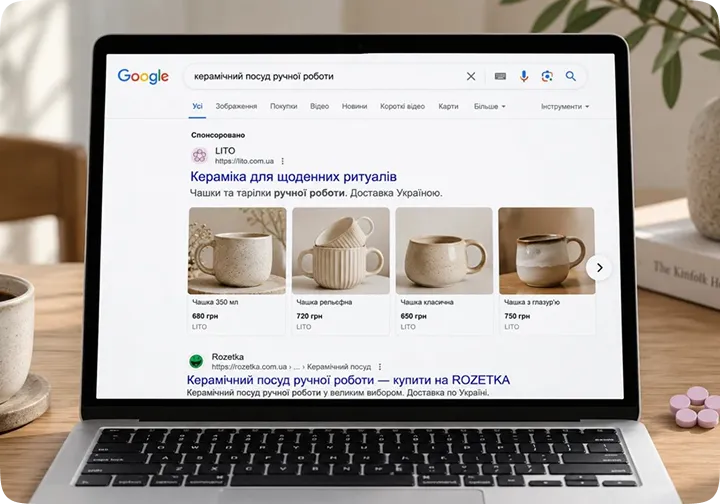 Google
керамічний посуд ручної роботи
Усі Зображення Покупки Відео Новини Короткі відео Карти Більше Інструменти
Спонсоровано
LITO
https://lito.com.ua
Кераміка для щоденних ритуалів
Чашки та тарілки ручної роботи. Доставка Україною.
Чашка 350 мл
680 грн
LITO
Чашка рельєфна
720 грн
LITO
Чашка класична
650 грн
LITO
Чашка з глазур'ю
750 грн
LITO
Rozetka
https://rozetka.com.ua › ... › Керамічний посуд
Керамічний посуд ручної роботи — купити на ROZETKA
Керамічний посуд ручної роботи у великим вибором. Доставка по Україні.
The Kinfolk